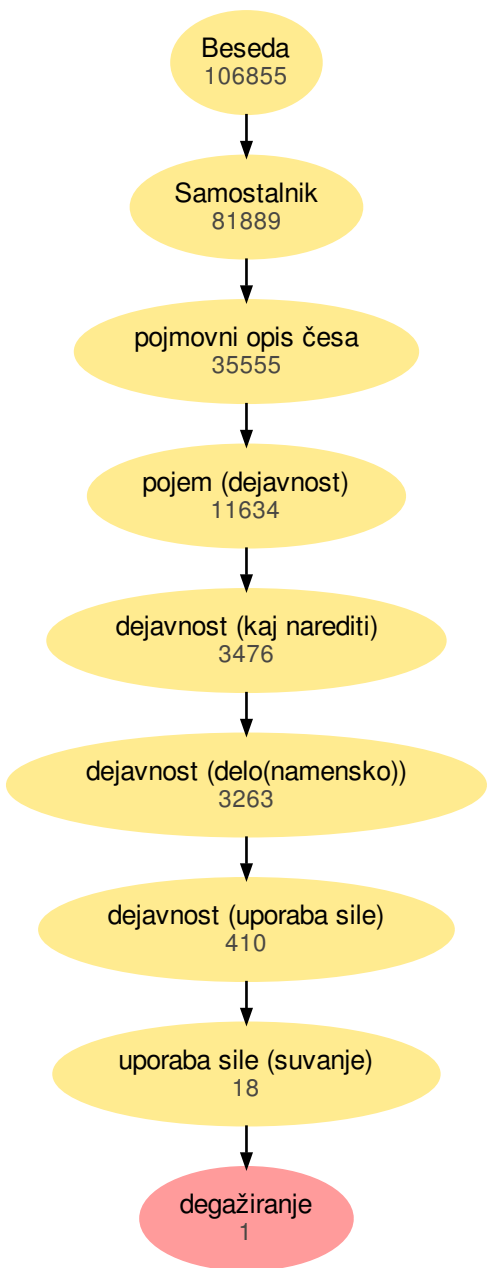 Beseda
106855
Samostalnik
81889
pojmovni opis česa
35555
pojem (dejavnost)
11634
dejavnost (kaj narediti)
3476
dejavnost (delo(namensko))
3263
dejavnost (uporaba sile)
410
uporaba sile (suvanje)
18
degažiranje
1